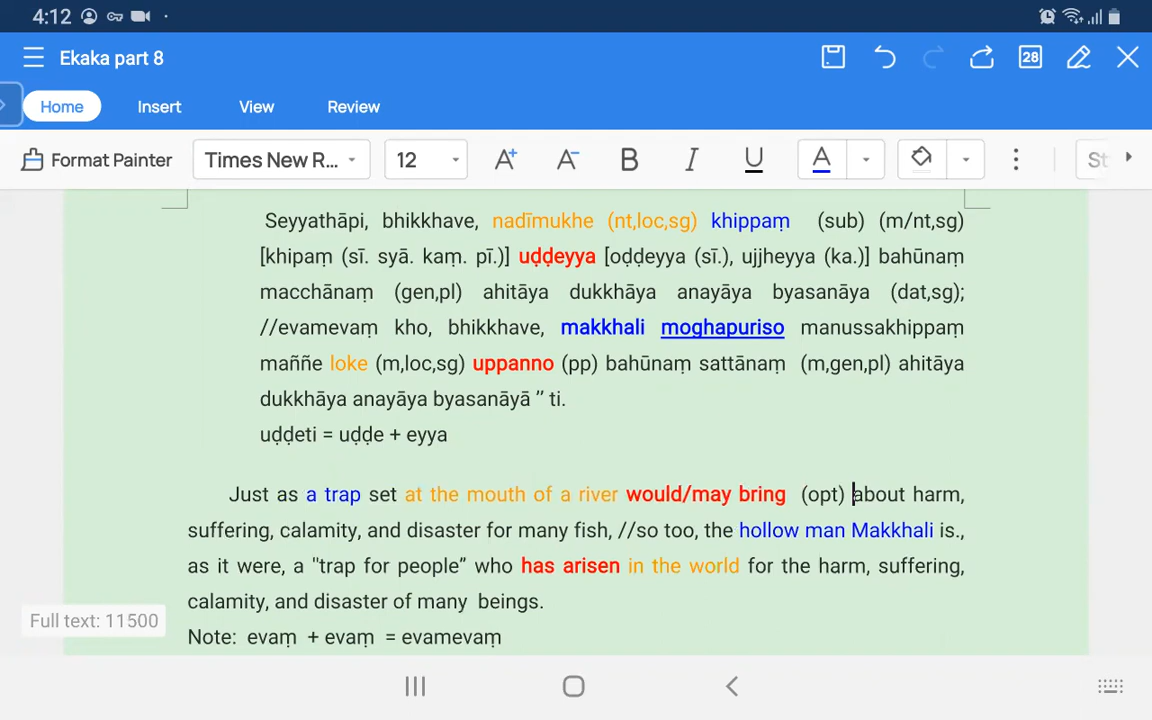 4:12
Ekaka part 8
28
Home Insert View Review
Format Painter Times New R... 12 A+ A- B I U A St
Seyyathāpi, bhikkhave, nadīmukhe (nt,loc,sg) khippaṃ (sub) (m/nt,sg)
[khipaṃ (sī. syā. kaṃ. pī.)] uḍḍeyya [oḍḍeyya (sī.), ujjheyya (ka.)] bahūnaṃ
macchānaṃ (gen,pl) ahitāya dukkhāya anayāya byasanāya (dat,sg);
//evamevaṃ kho, bhikkhave, makkhali moghapuriso manussakhippaṃ
maññe loke (m,loc,sg) uppanno (pp) bahūnaṃ sattānaṃ (m,gen,pl) ahitāya
dukkhāya anayāya byasanāyā ” ti.
uḍḍeti = uḍḍe + eyya
Just as a trap set at the mouth of a river would/may bring (opt) about harm,
suffering, calamity, and disaster for many fish, //so too, the hollow man Makkhali is.,
as it were, a "trap for people” who has arisen in the world for the harm, suffering,
calamity, and disaster of many beings.
Full text: 11500
Note: evaṃ + evaṃ = evamevaṃ